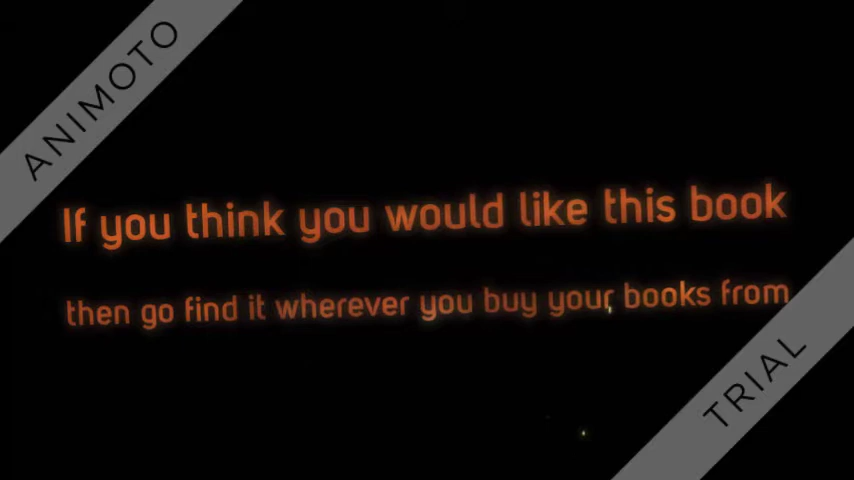 ANIMOTO
If you think you would like this book
then go find it wherever you buy your books from
TRIAL